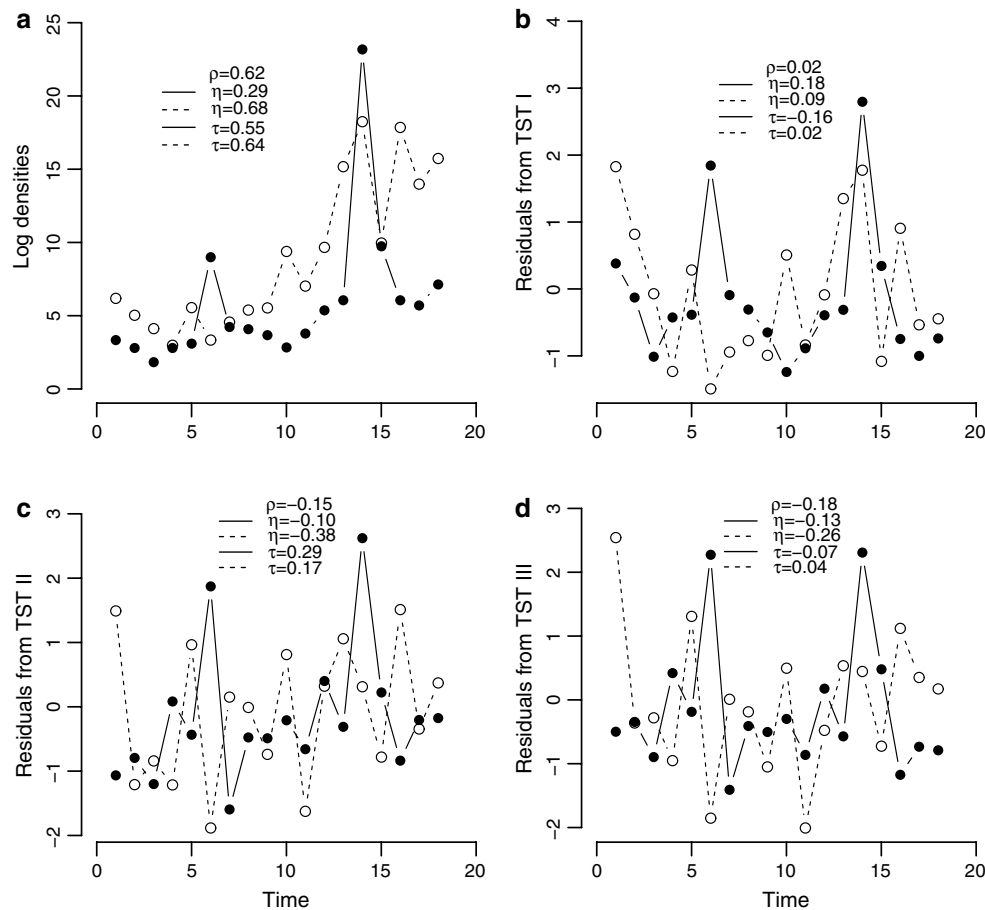 a
ρ=0.62
η=0.29
η=0.68
τ=0.55
τ=0.64
Log densities
25
20
15
10
5
0
0 5 10 15 20
b
ρ=0.02
η=0.18
η=0.09
τ=−0.16
τ=0.02
Residuals from TST I
4
3
2
1
0
−1
0 5 10 15 20
c
ρ=−0.15
η=−0.10
η=−0.38
τ=0.29
τ=0.17
Residuals from TST II
3
2
1
0
−1
−2
0 5 10 15 20
Time
d
ρ=−0.18
η=−0.13
η=−0.26
τ=−0.07
τ=0.04
Residuals from TST III
3
2
1
0
−1
−2
0 5 10 15 20
Time